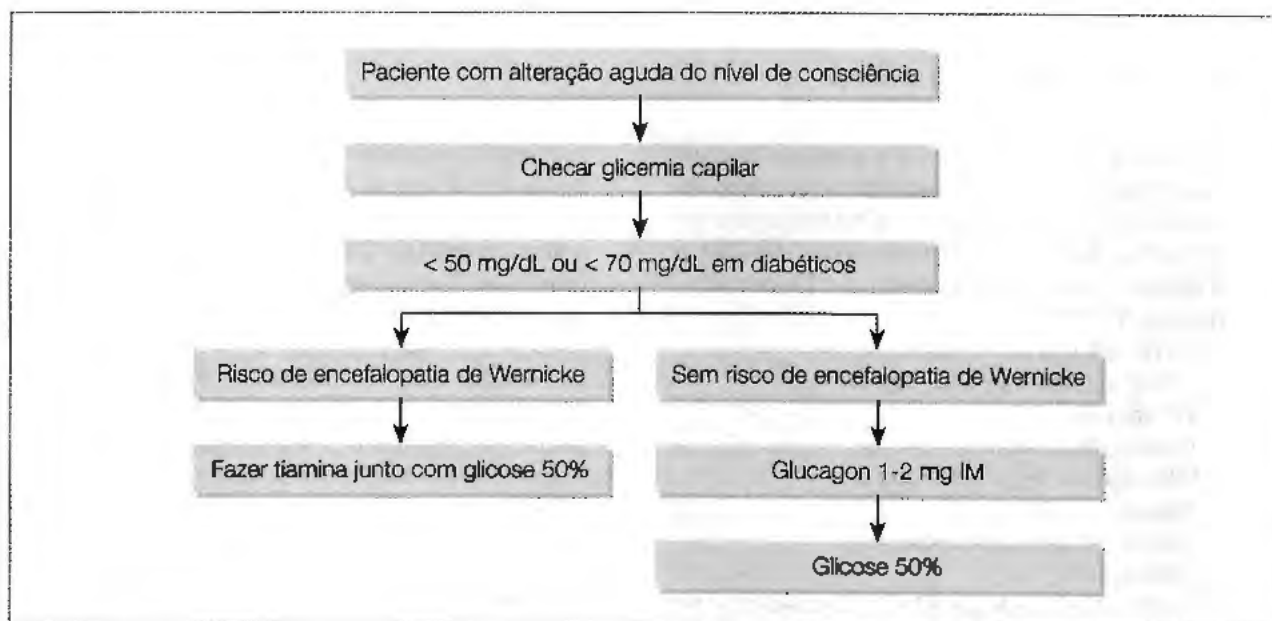 Paciente com alteração aguda do nível de consciência
Checar glicemia capilar
< 50 mg/dL ou < 70 mg/dL em diabéticos
Risco de encefalopatia de Wernicke
Sem risco de encefalopatia de Wernicke
Fazer tiamina junto com glicose 50%
Glucagon 1-2 mg IM
Glicose 50%